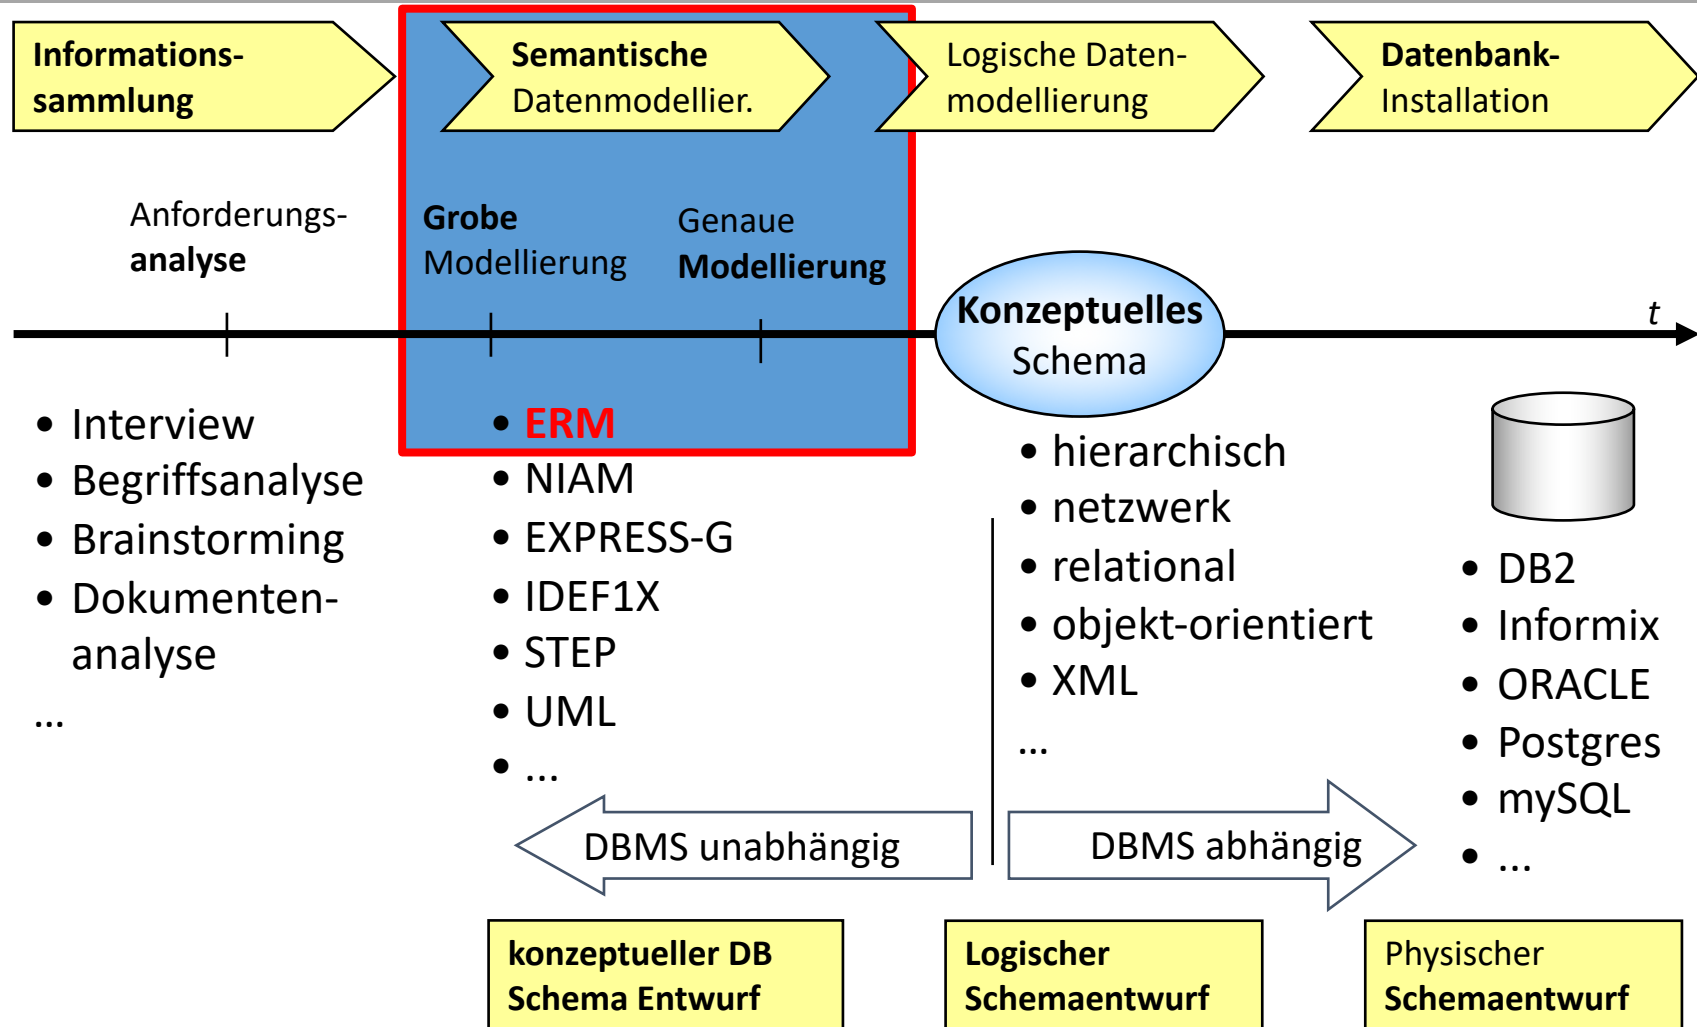 Informations-
sammlung
Semantische
Datenmodellier.
Logische Daten-
modellierung
Datenbank-
Installation
Anforderungs-
analyse
Grobe
Modellierung
Genaue
Modellierung
Konzeptuelles
Schema
t
• Interview
• Begriffsanalyse
• Brainstorming
• Dokumenten-
analyse
...
• ERM
• NIAM
• EXPRESS-G
• IDEF1X
• STEP
• UML
• ...
• hierarchisch
• netzwerk
• relational
• objekt-orientiert
• XML
...
• DB2
• Informix
• ORACLE
• Postgres
• mySQL
• ...
DBMS unabhängig
DBMS abhängig
konzeptueller DB
Schema Entwurf
Logischer
Schemaentwurf
Physischer
Schemaentwurf